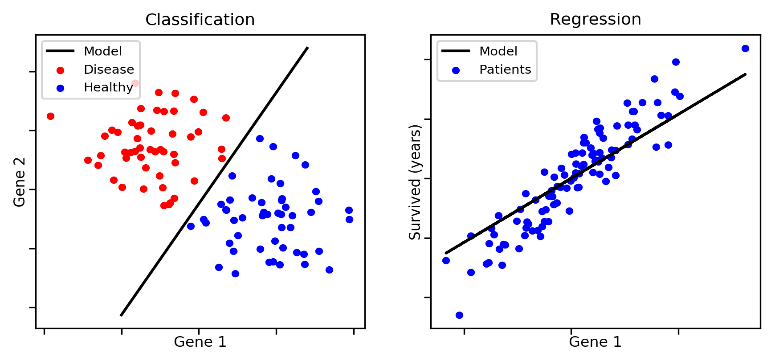 Classification
Model
Disease
Healthy
Gene 2
Gene 1
Regression
Model
Patients
Survived (years)
Gene 1